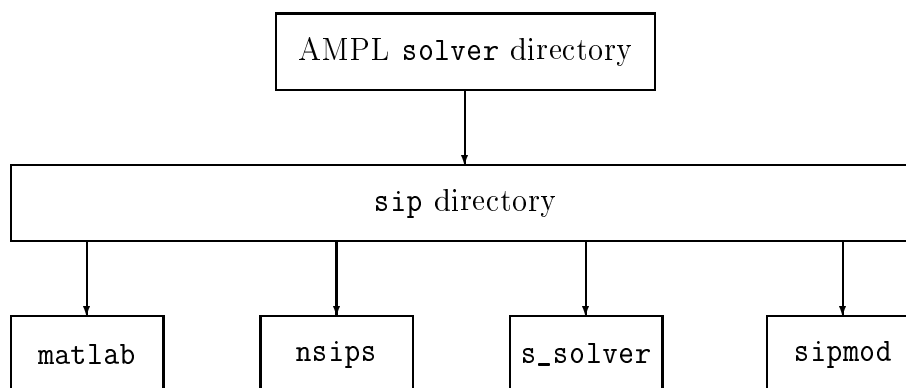 AMPL solver directory
sip directory
matlab
nsips
s_solver
sipmod